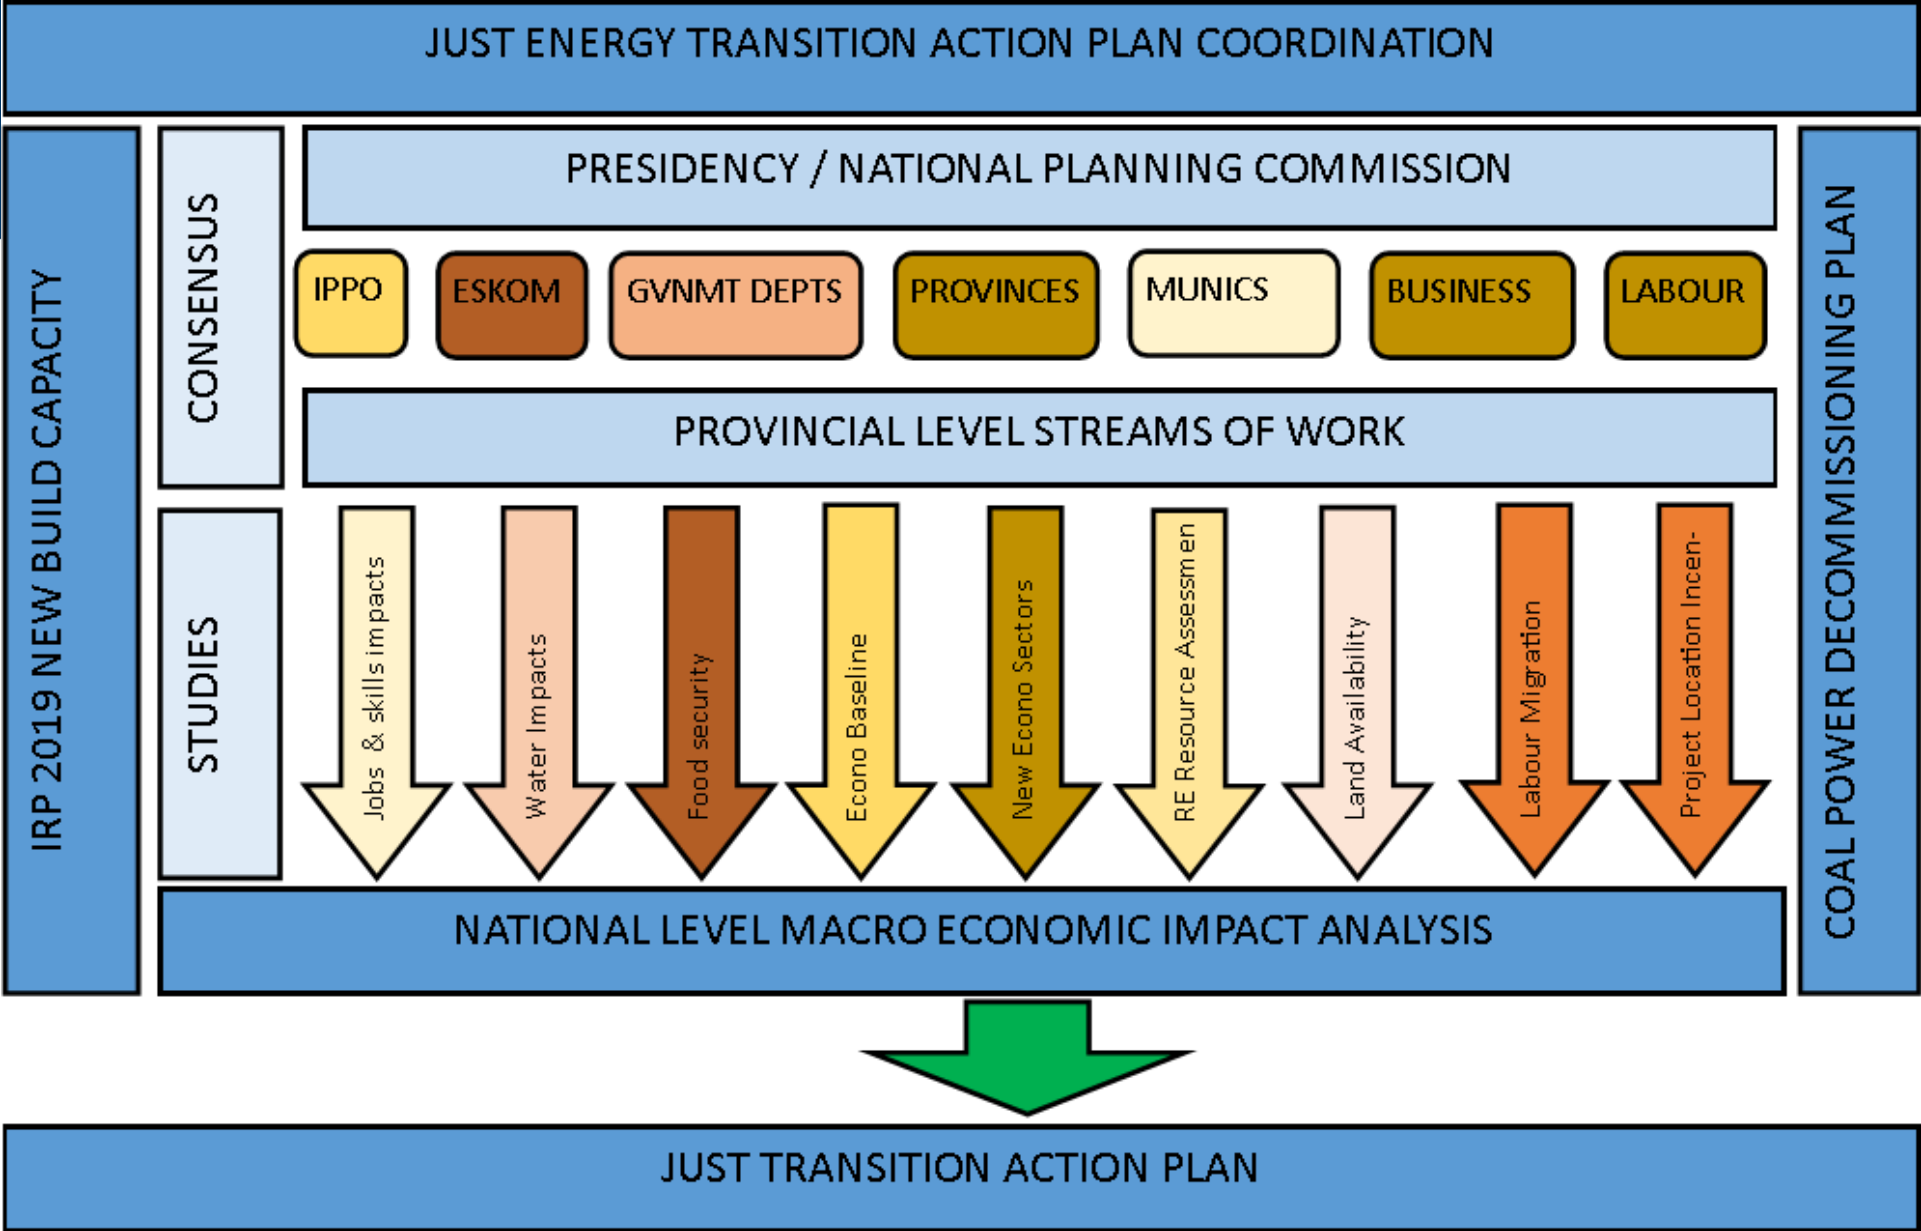 JUST ENERGY TRANSITION ACTION PLAN COORDINATION
IRP 2019 NEW BUILD CAPACITY
CONSENSUS
PRESIDENCY / NATIONAL PLANNING COMMISSION
IPPO
ESKOM
GVNMT DEPTS
PROVINCES
MUNICS
BUSINESS
LABOUR
PROVINCIAL LEVEL STREAMS OF WORK
STUDIES
Jobs & skills impacts
Water Impacts
Food security
Econo Baseline
New Econo Sectors
RE Resource Assessmen
Land Availability
Labour Migration
Project Location Incen-
NATIONAL LEVEL MACRO ECONOMIC IMPACT ANALYSIS
COAL POWER DECOMMISSIONING PLAN
JUST TRANSITION ACTION PLAN